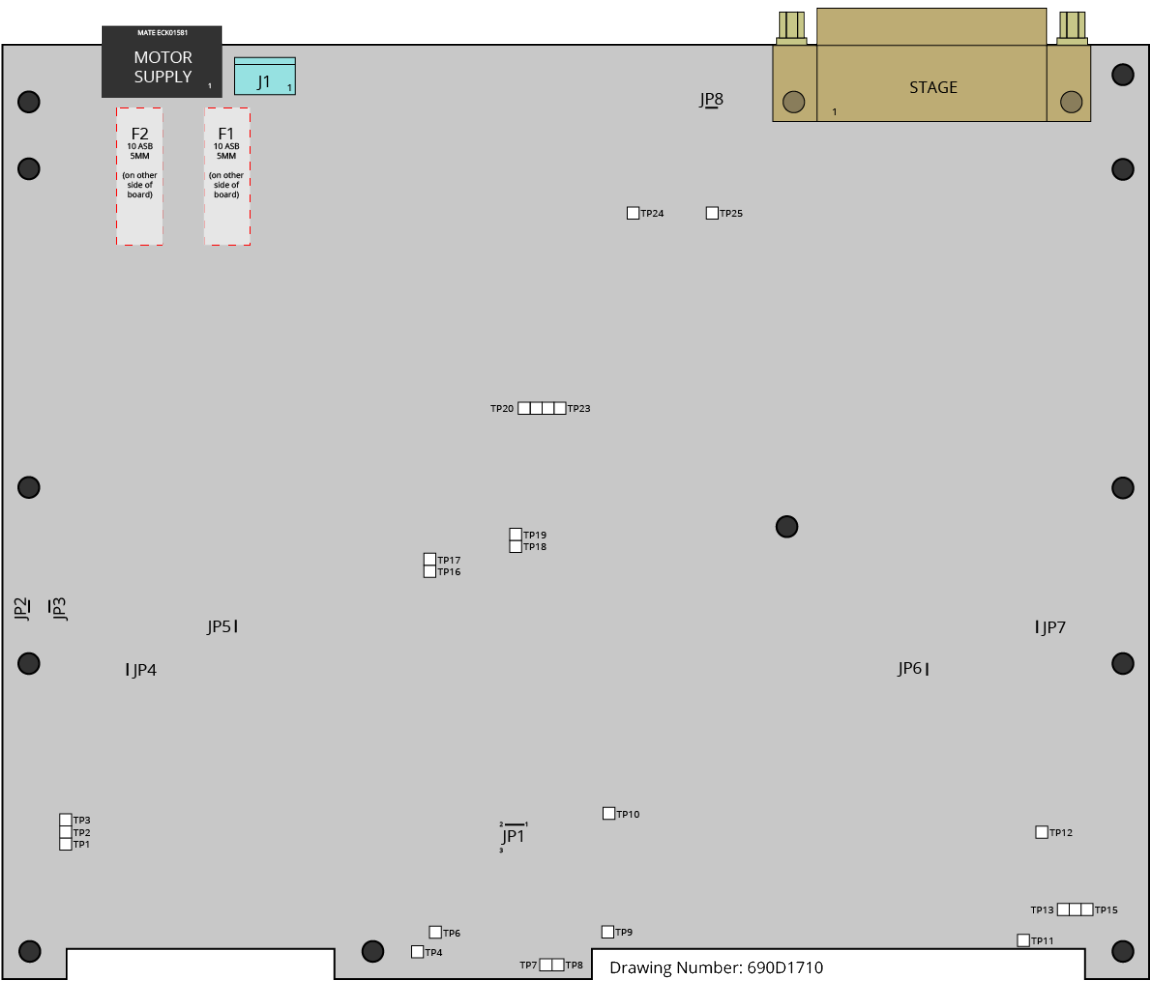 MATE ECK01581
MOTOR
SUPPLY
1
J1
1
JP8
STAGE
1
F2
10 ASB
5MM
(on other
side of
board)
F1
10 ASB
5MM
(on other
side of
board)
TP24
TP25
TP20
TP23
TP19
TP18
TP17
TP16
JP2
JP3
JP5
JP7
JP4
JP6
TP3
TP2
TP1
2
1
JP1
3
TP10
TP12
TP13
TP15
TP6
TP4
TP9
TP11
TP7
TP8
Drawing Number: 690D1710